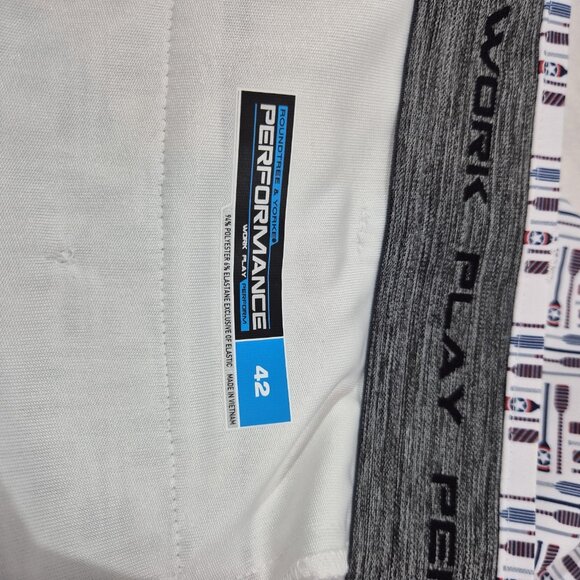 ROUNDTREE & YORKE®
PERFORMANCE
WORK PLAY PERFORM
42
94% POLYESTER 6% ELASTANE EXCLUSIVE OF ELASTIC MADE IN VIETNAM
WORK PLAY PE